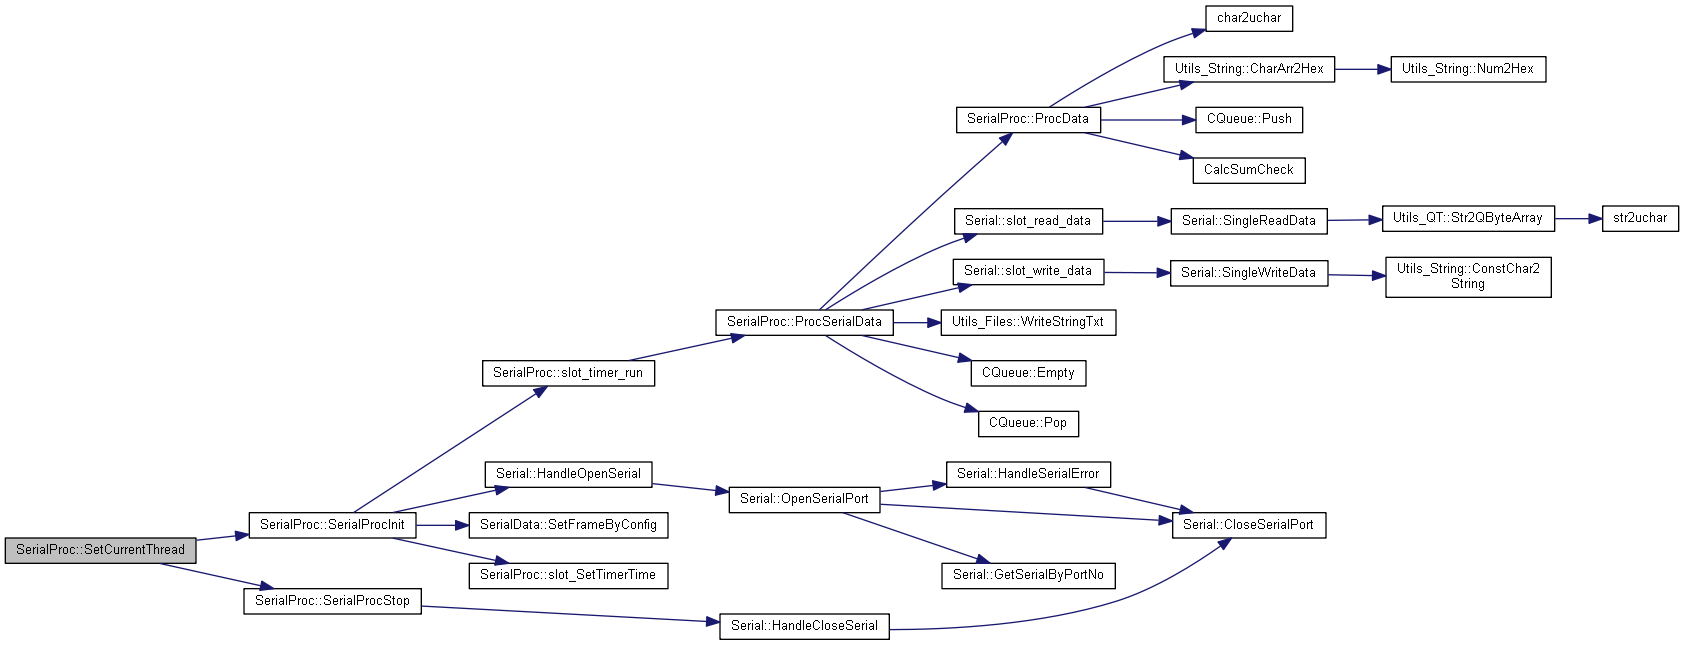 char2uchar
Utils_String::CharArr2Hex
Utils_String::Num2Hex
SerialProc::ProcData
CQueue::Push
CalcSumCheck
Serial::slot_read_data
Serial::SingleReadData
Utils_QT::Str2QByteArray
str2uchar
Serial::slot_write_data
Serial::SingleWriteData
Utils_String::ConstChar2
String
SerialProc::ProcSerialData
Utils_Files::WriteStringTxt
SerialProc::slot_timer_run
CQueue::Empty
CQueue::Pop
Serial::HandleOpenSerial
Serial::HandleSerialError
Serial::OpenSerialPort
SerialProc::SerialProcInit
SerialData::SetFrameByConfig
Serial::CloseSerialPort
SerialProc::SetCurrentThread
SerialProc::slot_SetTimerTime
Serial::GetSerialByPortNo
SerialProc::SerialProcStop
Serial::HandleCloseSerial